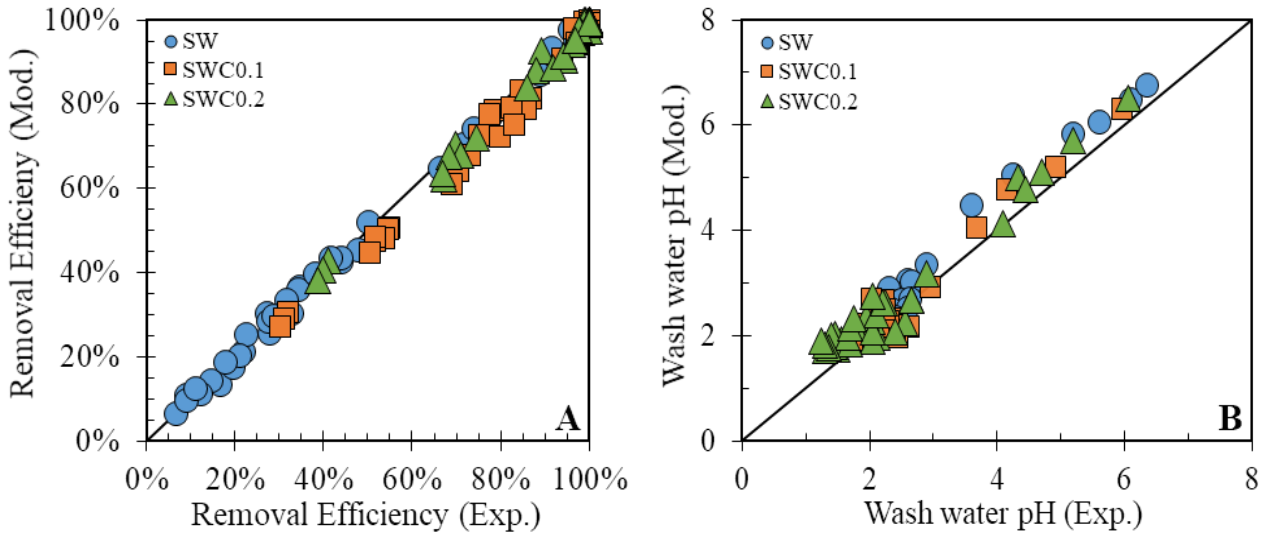 Removal Efficieny (Mod.)
100%
80%
60%
40%
20%
0%
SW
SWC0.1
SWC0.2
A
0% 20% 40% 60% 80% 100%
Removal Efficiency (Exp.)
Wash water pH (Mod.)
8
6
4
2
0
SW
SWC0.1
SWC0.2
B
0 2 4 6 8
Wash water pH (Exp.)